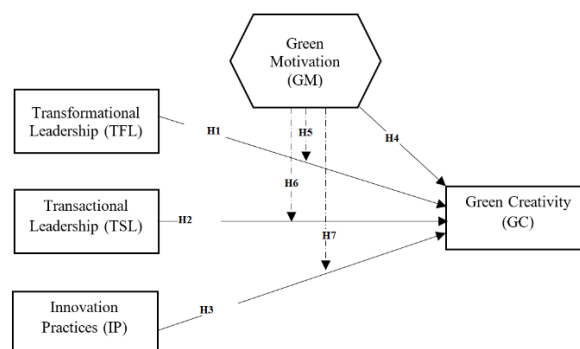 Green
Motivation
(GM)
Transformational
Leadership (TFL)
H1
H5
H4
H6
Transactional
Leadership (TSL)
H2
Green Creativity
(GC)
H7
Innovation
Practices (IP)
H3